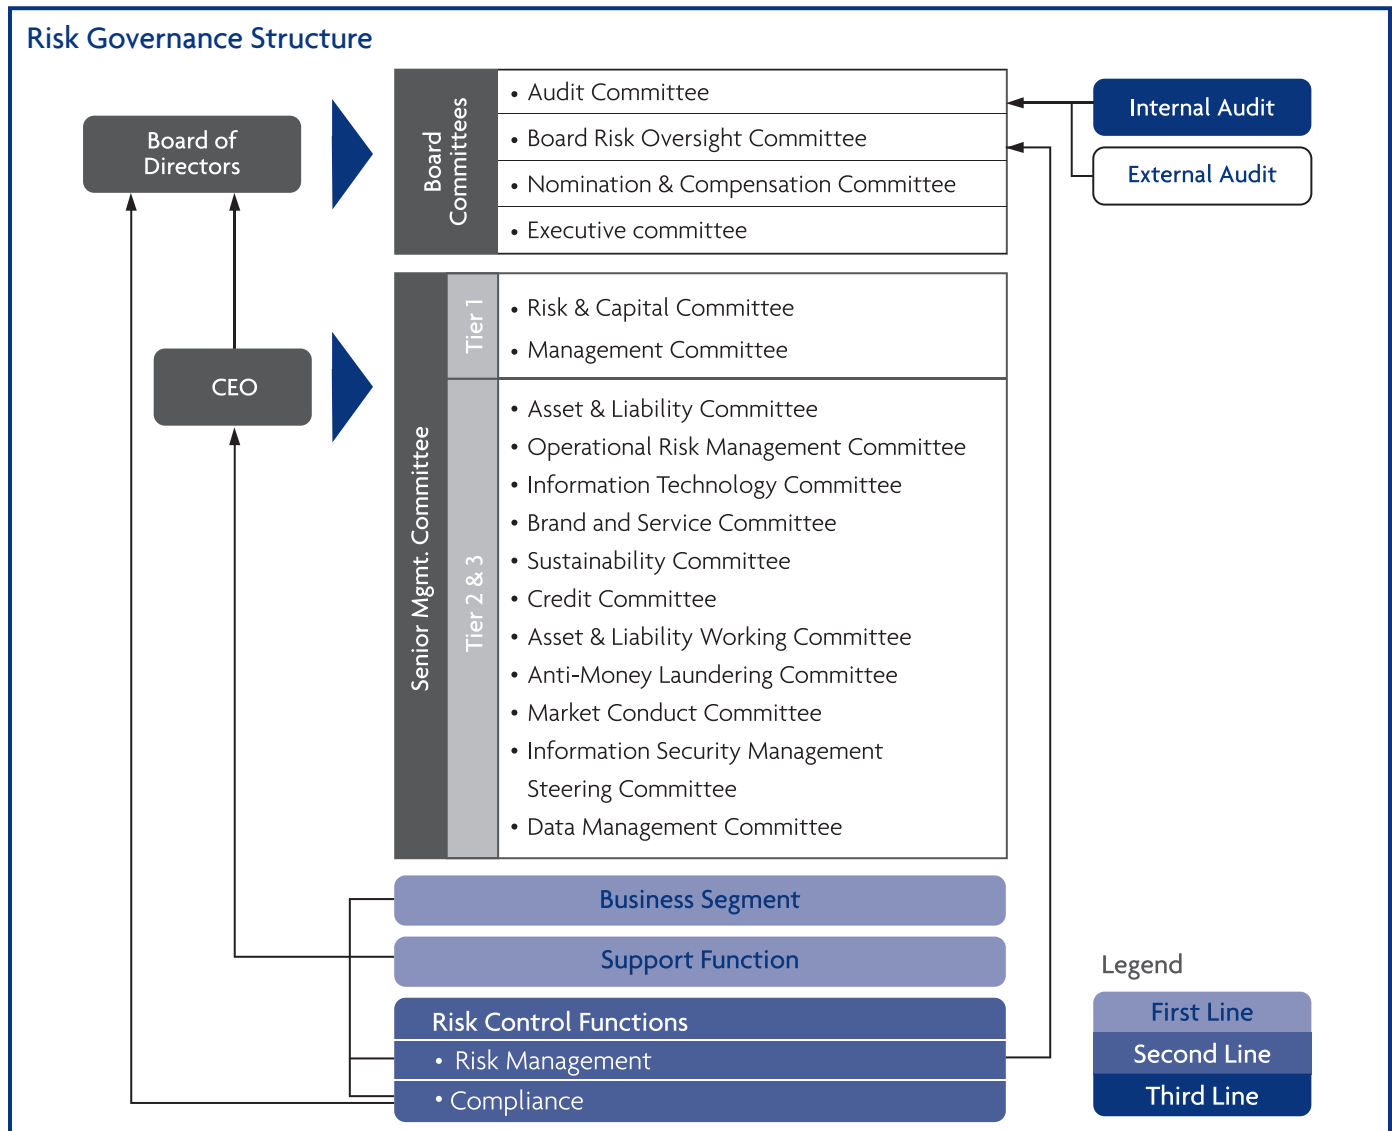 Risk Governance Structure
Board of
Directors
Board
Committees
• Audit Committee
• Board Risk Oversight Committee
• Nomination & Compensation Committee
• Executive committee
Internal Audit
External Audit
CEO
Senior Mgmt. Committee
Tier 1
• Risk & Capital Committee
• Management Committee
Tier 2 & 3
• Asset & Liability Committee
• Operational Risk Management Committee
• Information Technology Committee
• Brand and Service Committee
• Sustainability Committee
• Credit Committee
• Asset & Liability Working Committee
• Anti-Money Laundering Committee
• Market Conduct Committee
• Information Security Management
Steering Committee
• Data Management Committee
Business Segment
Support Function
Risk Control Functions
• Risk Management
• Compliance
Legend
First Line
Second Line
Third Line